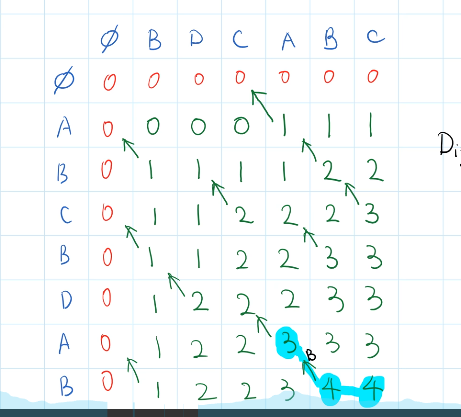 ∅ B D C A B C
∅ 0 0 0 0 0 0 0
A 0 0 0 0 1 1 1
Di
B 0 1 1 1 1 2 2
C 0 1 1 2 2 2 3
B 0 1 1 2 2 3 3
D 0 1 2 2 2 3 3
A 0 1 2 2 3 3 3
B
B 0 1 2 2 3 4 4